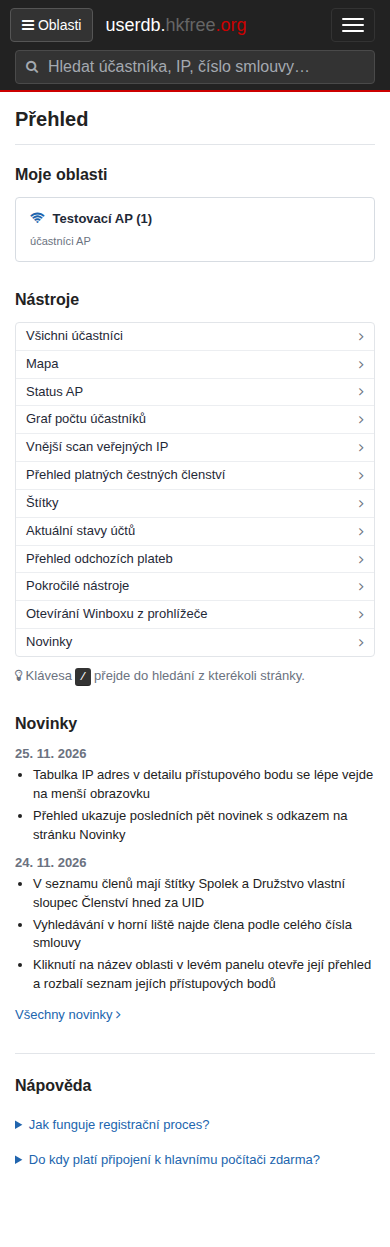 Oblasti userdb.hkfree.org
Hledat účastníka, IP, číslo smlouvy…
Přehled
Moje oblasti
Testovací AP (1)
účastníci AP
Nástroje
Všichni účastníci
Mapa
Status AP
Graf počtu účastníků
Vnější scan veřejných IP
Přehled platných čestných členství
Štítky
Aktuální stavy účtů
Přehled odchozích plateb
Pokročilé nástroje
Otevírání Winboxu z prohlížeče
Novinky
Klávesa / přejde do hledání z kterékoli stránky.
Novinky
25. 11. 2026
Tabulka IP adres v detailu přístupového bodu se lépe vejde
na menší obrazovku
Přehled ukazuje posledních pět novinek s odkazem na
stránku Novinky
24. 11. 2026
V seznamu členů mají štítky Spolek a Družstvo vlastní
sloupec Členství hned za UID
Vyhledávání v horní liště najde člena podle celého čísla
smlouvy
Kliknutí na název oblasti v levém panelu otevře její přehled
a rozbalí seznam jejích přístupových bodů
Všechny novinky
Nápověda
Jak funguje registrační proces?
Do kdy platí připojení k hlavnímu počítači zdarma?